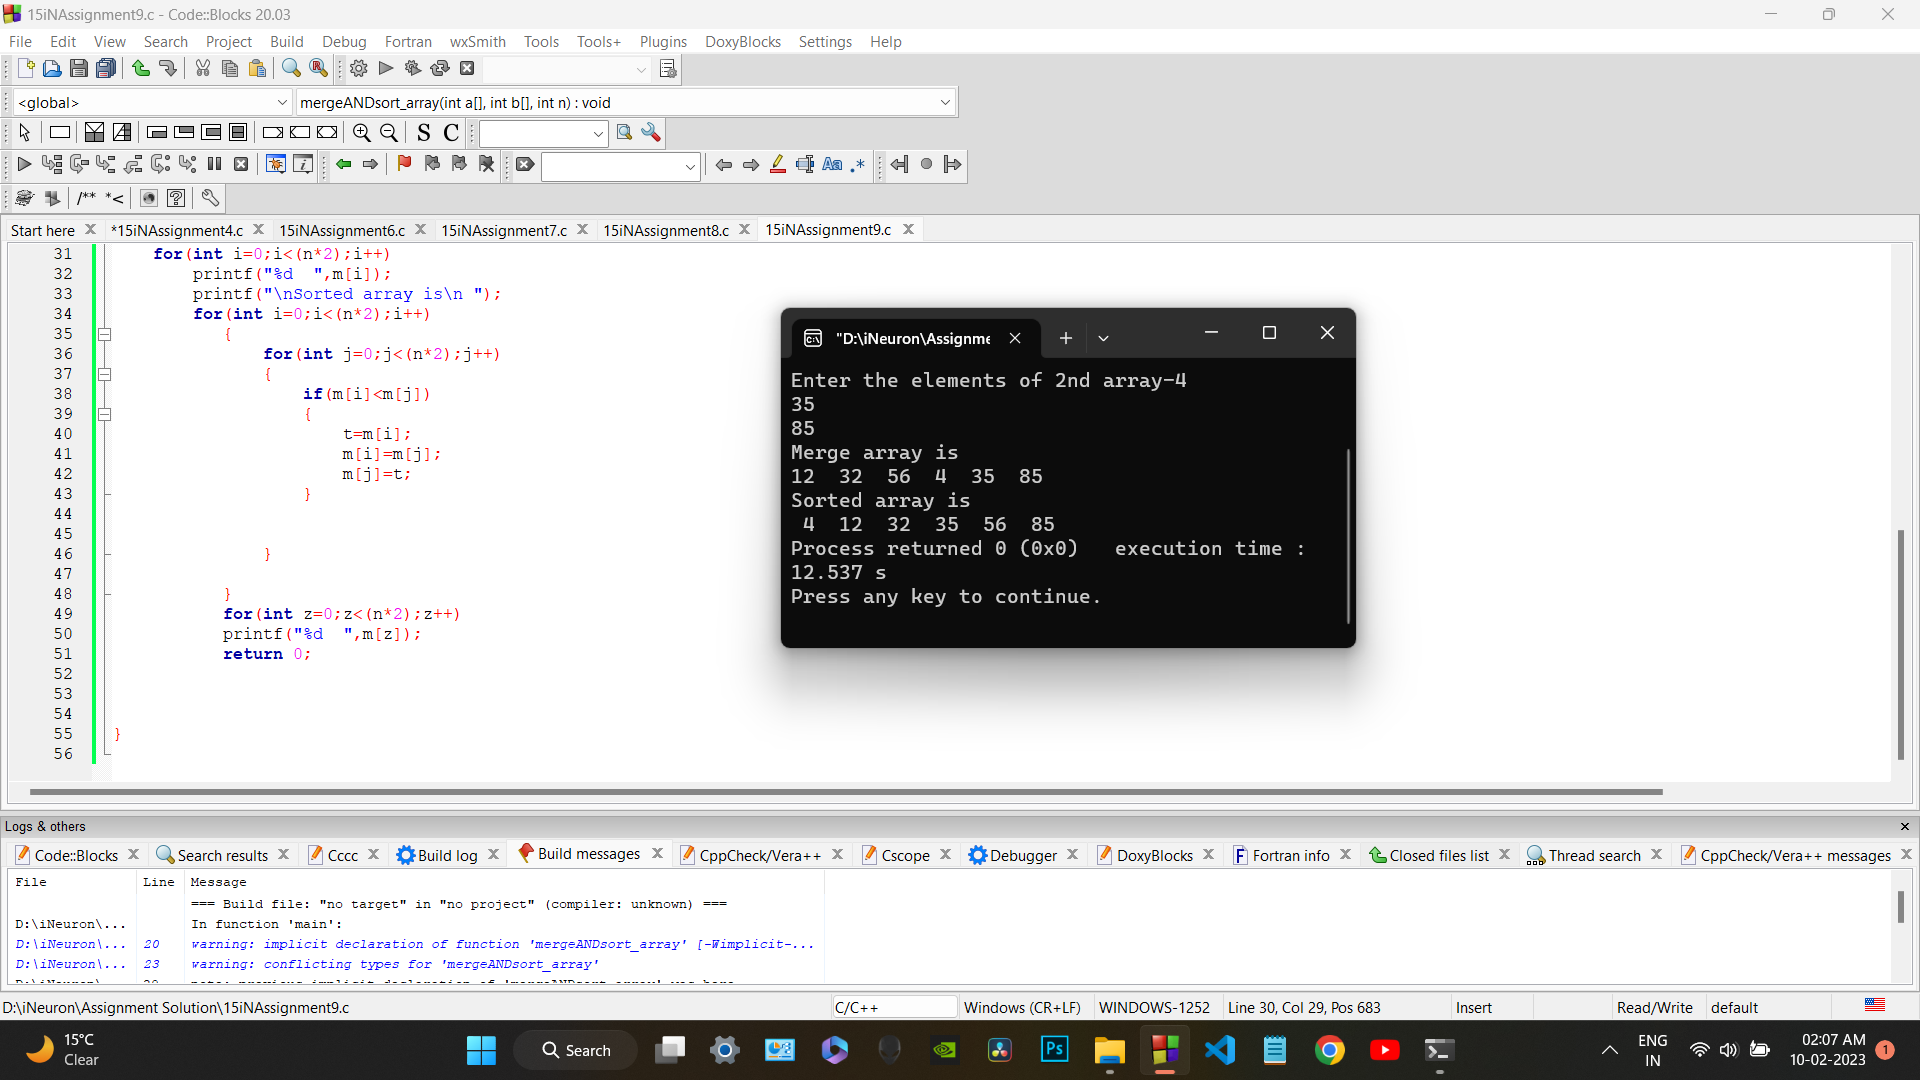 15iNAssignment9.c - Code::Blocks 20.03
File Edit View Search Project Build Debug Fortran wxSmith Tools Tools+ Plugins DoxyBlocks Settings Help
<global> mergeANDsort_array(int a[], int b[], int n) : void
S C
Aa .*
/** *<
Start here *15iNAssignment4.c 15iNAssignment6.c 15iNAssignment7.c 15iNAssignment8.c 15iNAssignment9.c
31 for(int i=0;i<(n*2);i++)
32 printf("%d  ",m[i]);
33 printf("\nSorted array is\n ");
34 for(int i=0;i<(n*2);i++)
35 {
36 for(int j=0;j<(n*2);j++)
37 {
38 if(m[i]<m[j])
39 {
40 t=m[i];
41 m[i]=m[j];
42 m[j]=t;
43 }
44
45
46 }
47
48 }
49 for(int z=0;z<(n*2);z++)
50 printf("%d  ",m[z]);
51 return 0;
52
53
54
55 }
56
"D:\iNeuron\Assignme
Enter the elements of 2nd array-4
35
85
Merge array is
12  32  56  4  35  85
Sorted array is
 4  12  32  35  56  85
Process returned 0 (0x0)   execution time :
12.537 s
Press any key to continue.
Logs & others
Code::Blocks Search results Cccc Build log Build messages CppCheck/Vera++ Cscope Debugger DoxyBlocks Fortran info Closed files list Thread search CppCheck/Vera++ messages
File Line Message
=== Build file: "no target" in "no project" (compiler: unknown) ===
D:\iNeuron\... In function 'main':
D:\iNeuron\... 20 warning: implicit declaration of function 'mergeANDsort_array' [-Wimplicit-...
D:\iNeuron\... 23 warning: conflicting types for 'mergeANDsort_array'
D:\iNeuron\Assignment Solution\15iNAssignment9.c C/C++ Windows (CR+LF) WINDOWS-1252 Line 30, Col 29, Pos 683 Insert Read/Write default
15°C
Clear
Search
Ps
ENG
IN
02:07 AM
10-02-2023
1